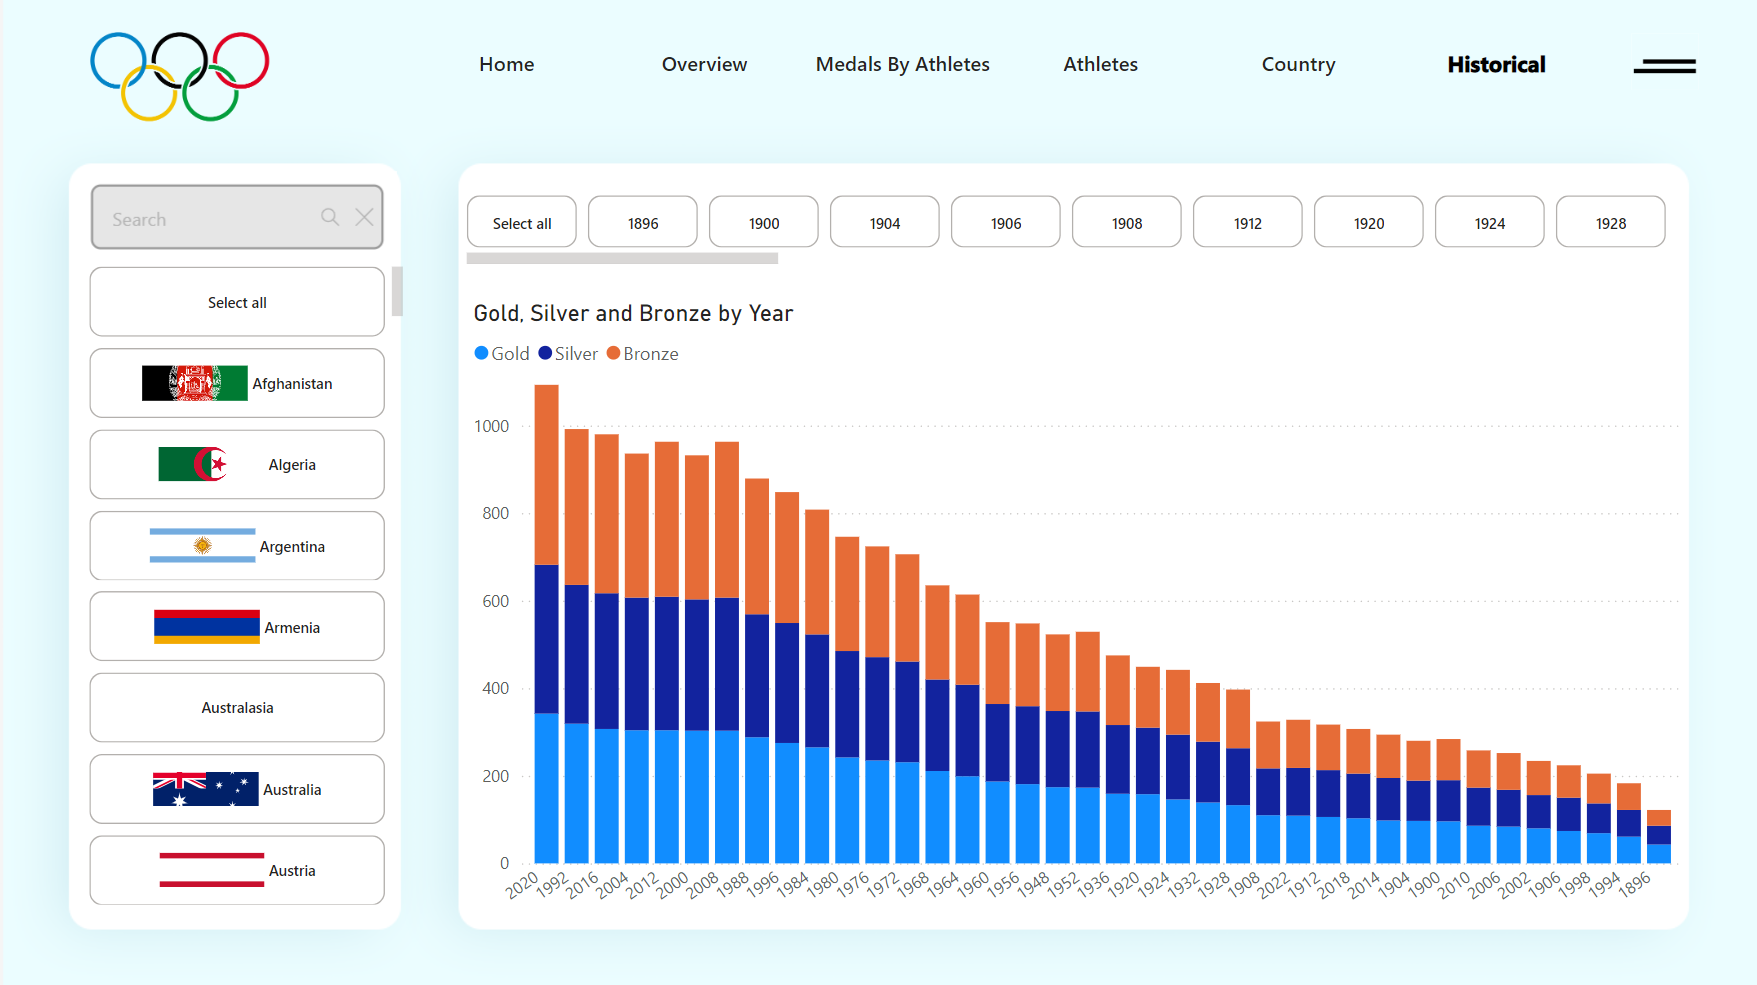 Home Overview Medals By Athletes Athletes Country Historical
Search
Select all
Afghanistan
Algeria
Argentina
Armenia
Australasia
Australia
Austria
Select all 1896 1900 1904 1906 1908 1912 1920 1924 1928
Gold, Silver and Bronze by Year
Gold Silver Bronze
1000
800
600
400
200
0
2020 1992 2016 2004 2012 2000 2008 1988 1996 1984 1980 1976 1972 1968 1964 1960 1956 1948 1952 1936 1920 1924 1932 1928 1908 2022 1912 2018 2014 1904 1900 2010 2006 2002 1906 1998 1994 1896